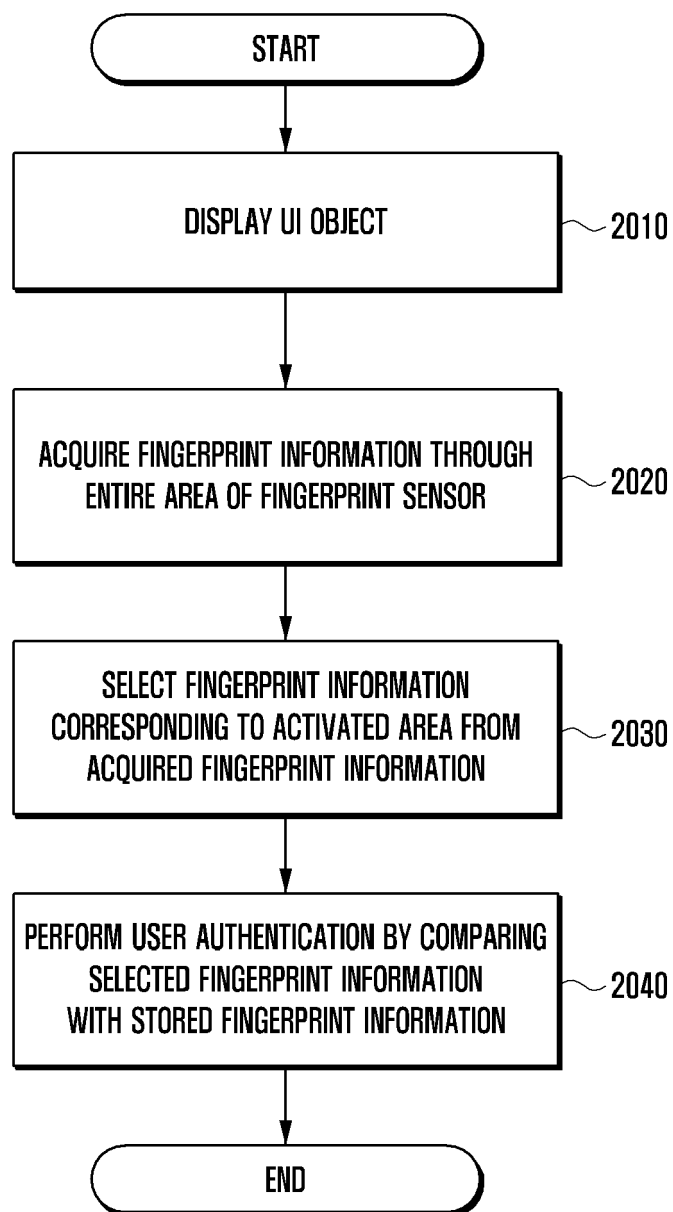 START
DISPLAY UI OBJECT
2010
ACQUIRE FINGERPRINT INFORMATION THROUGH
ENTIRE AREA OF FINGERPRINT SENSOR
2020
SELECT FINGERPRINT INFORMATION
CORRESPONDING TO ACTIVATED AREA FROM
ACQUIRED FINGERPRINT INFORMATION
2030
PERFORM USER AUTHENTICATION BY COMPARING
SELECTED FINGERPRINT INFORMATION
WITH STORED FINGERPRINT INFORMATION
2040
END